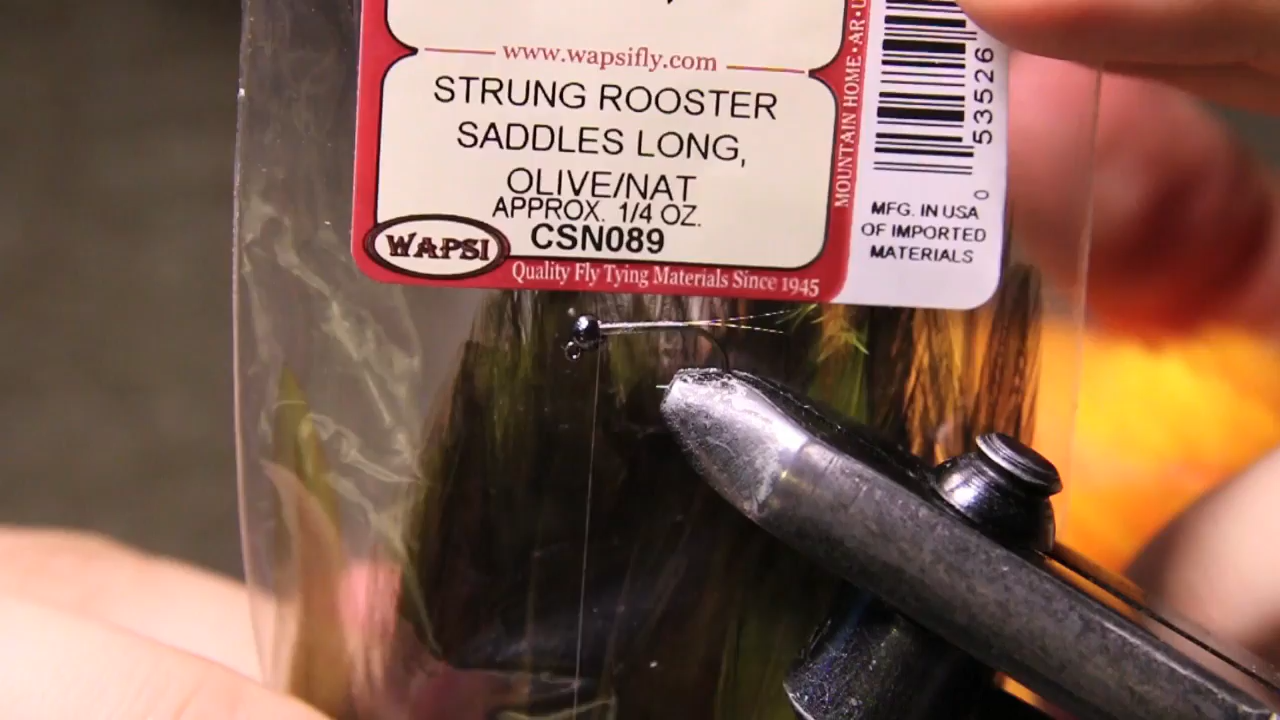 www.wapsifly.com
STRUNG ROOSTER
SADDLES LONG,
OLIVE/NAT
APPROX. 1/4 OZ.
CSN089
WAPSI
Quality Fly Tying Materials Since 1945
MOUNTAIN HOME • AR • U
0 53526
MFG. IN USA
OF IMPORTED
MATERIALS